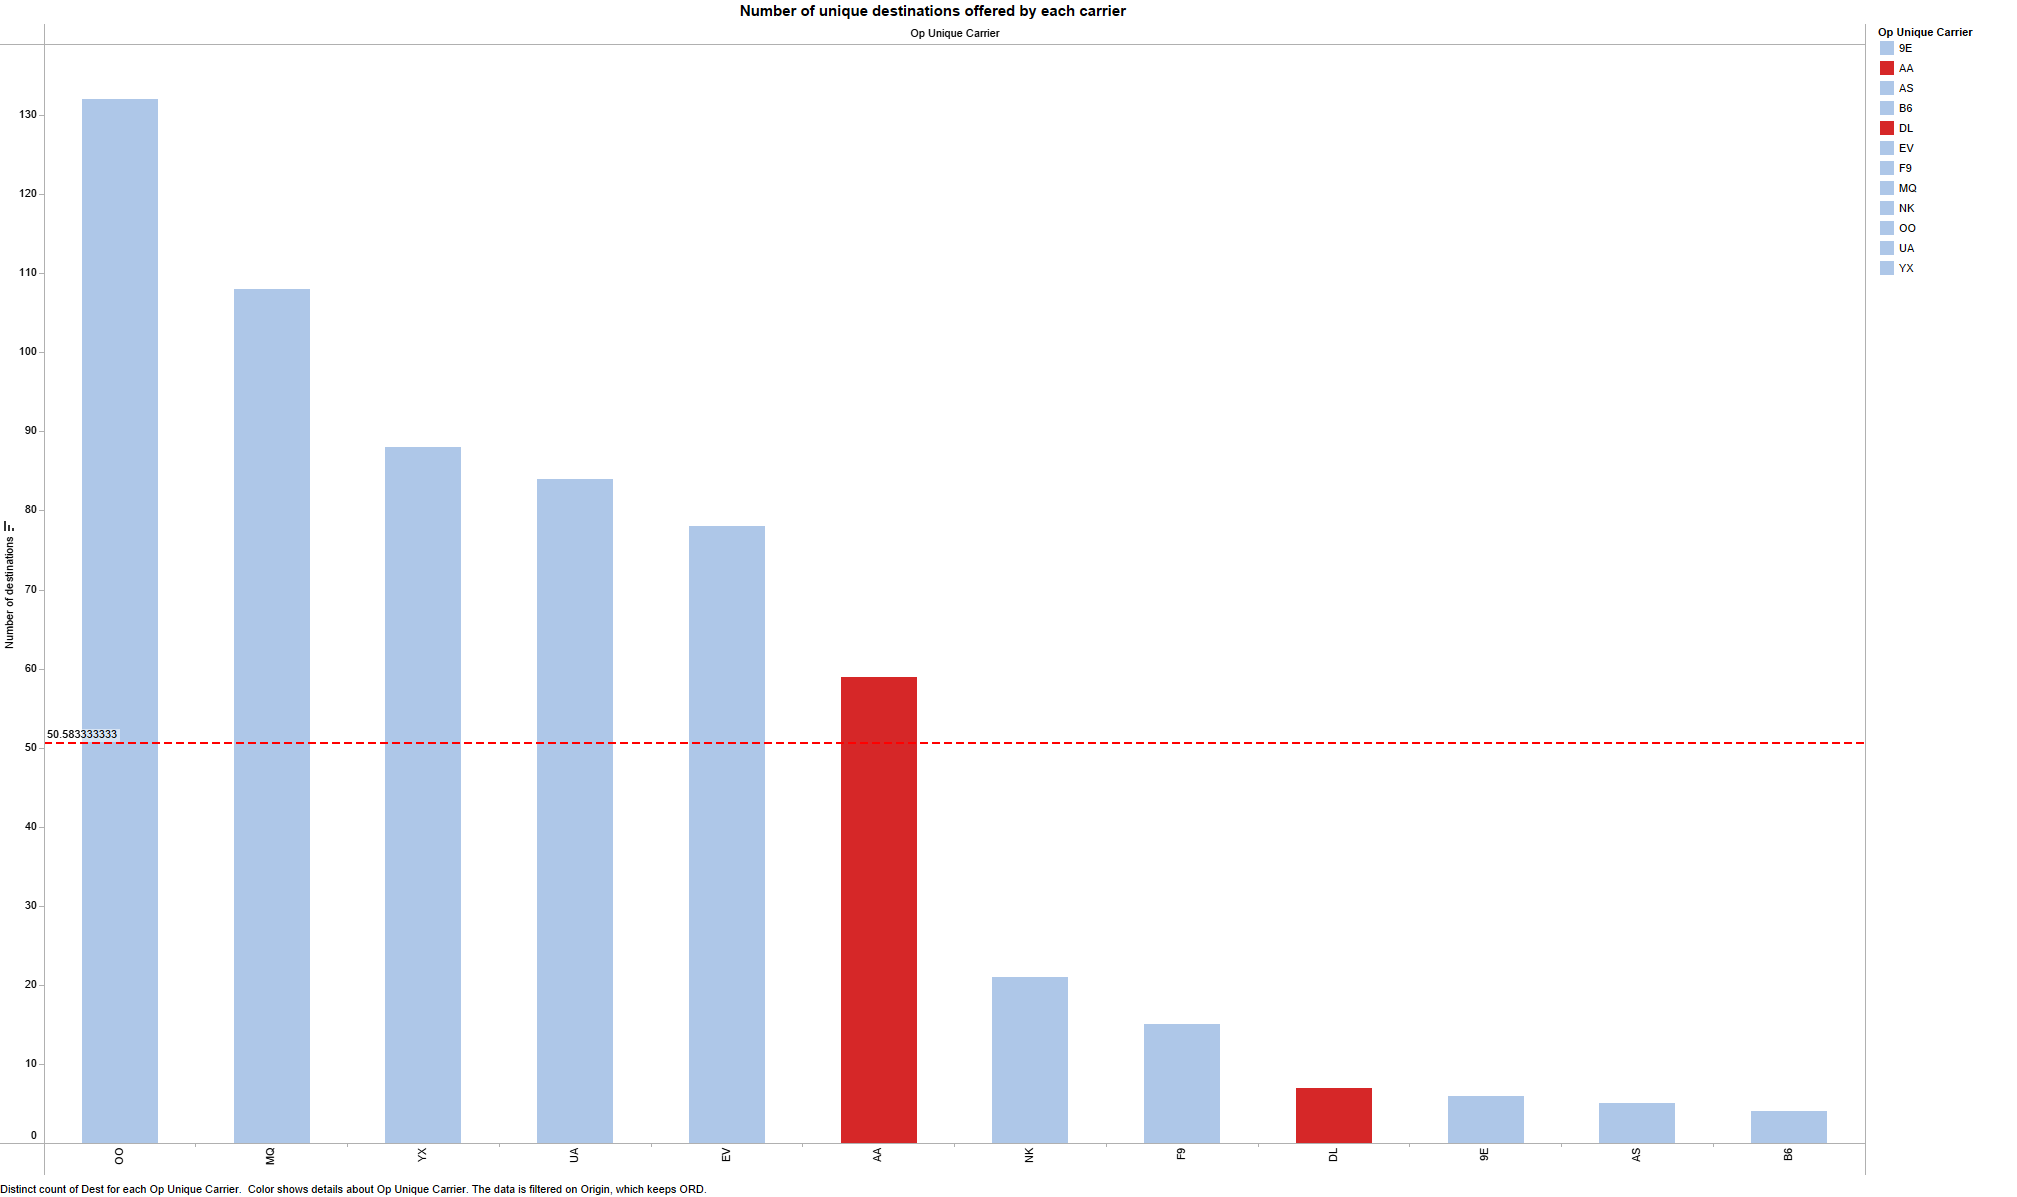 Number of unique destinations offered by each carrier
Op Unique Carrier
Number of destinations
130
120
110
100
90
80
70
60
50
40
30
20
10
0
50.583333333
OO
MQ
YX
UA
EV
AA
NK
F9
DL
9E
AS
B6
Op Unique Carrier
9E
AA
AS
B6
DL
EV
F9
MQ
NK
OO
UA
YX
Distinct count of Dest for each Op Unique Carrier.  Color shows details about Op Unique Carrier. The data is filtered on Origin, which keeps ORD.